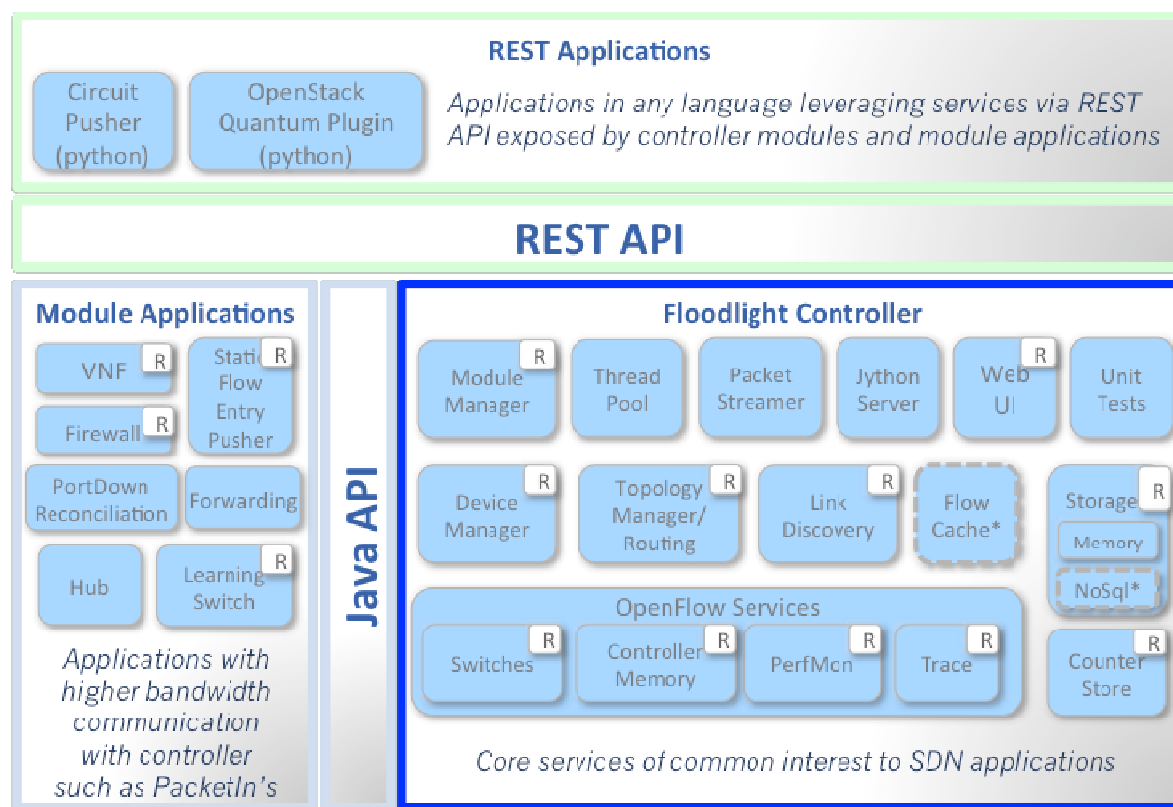 REST Applications
Circuit
Pusher
(python)
OpenStack
Quantum Plugin
(python)
Applications in any language leveraging services via REST
API exposed by controller modules and module applications
REST API
Module Applications
VNF
R
Static
R
Flow
Entry
Pusher
Firewall
R
PortDown
Reconciliation
Forwarding
Hub
Learning
Switch
R
Applications with
higher bandwidth
communication
with controller
such as PacketIn's
Java API
Floodlight Controller
Module
Manager
R
Thread
Pool
Packet
Streamer
Jython
Server
Web
UI
R
Unit
Tests
Device
Manager
R
Topology
Manager/
Routing
R
Link
Discovery
R
Flow
Cache*
Storage
R
Memory
NoSql*
OpenFlow Services
Switches
R
Controller
Memory
R
PerfMon
R
Trace
R
Counter
Store
R
Core services of common interest to SDN applications